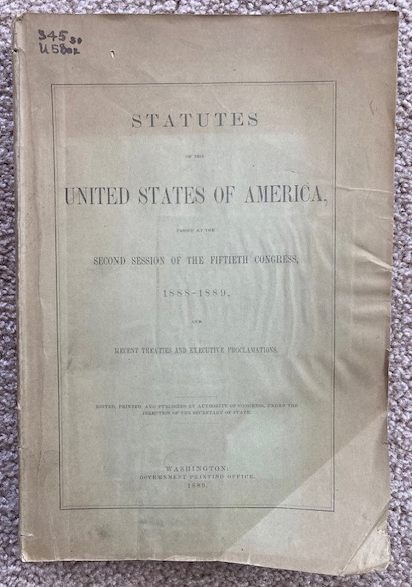 345
U58
STATUTES
OF THE
UNITED STATES OF AMERICA,
PASSED AT THE
SECOND SESSION OF THE FIFTIETH CONGRESS,
1888-1889,
AND
RECENT TREATIES AND EXECUTIVE PROCLAMATIONS.
EDITED, PRINTED, AND PUBLISHED BY AUTHORITY OF CONGRESS, UNDER THE
DIRECTION OF THE SECRETARY OF STATE.
WASHINGTON:
GOVERNMENT PRINTING OFFICE.
1889.